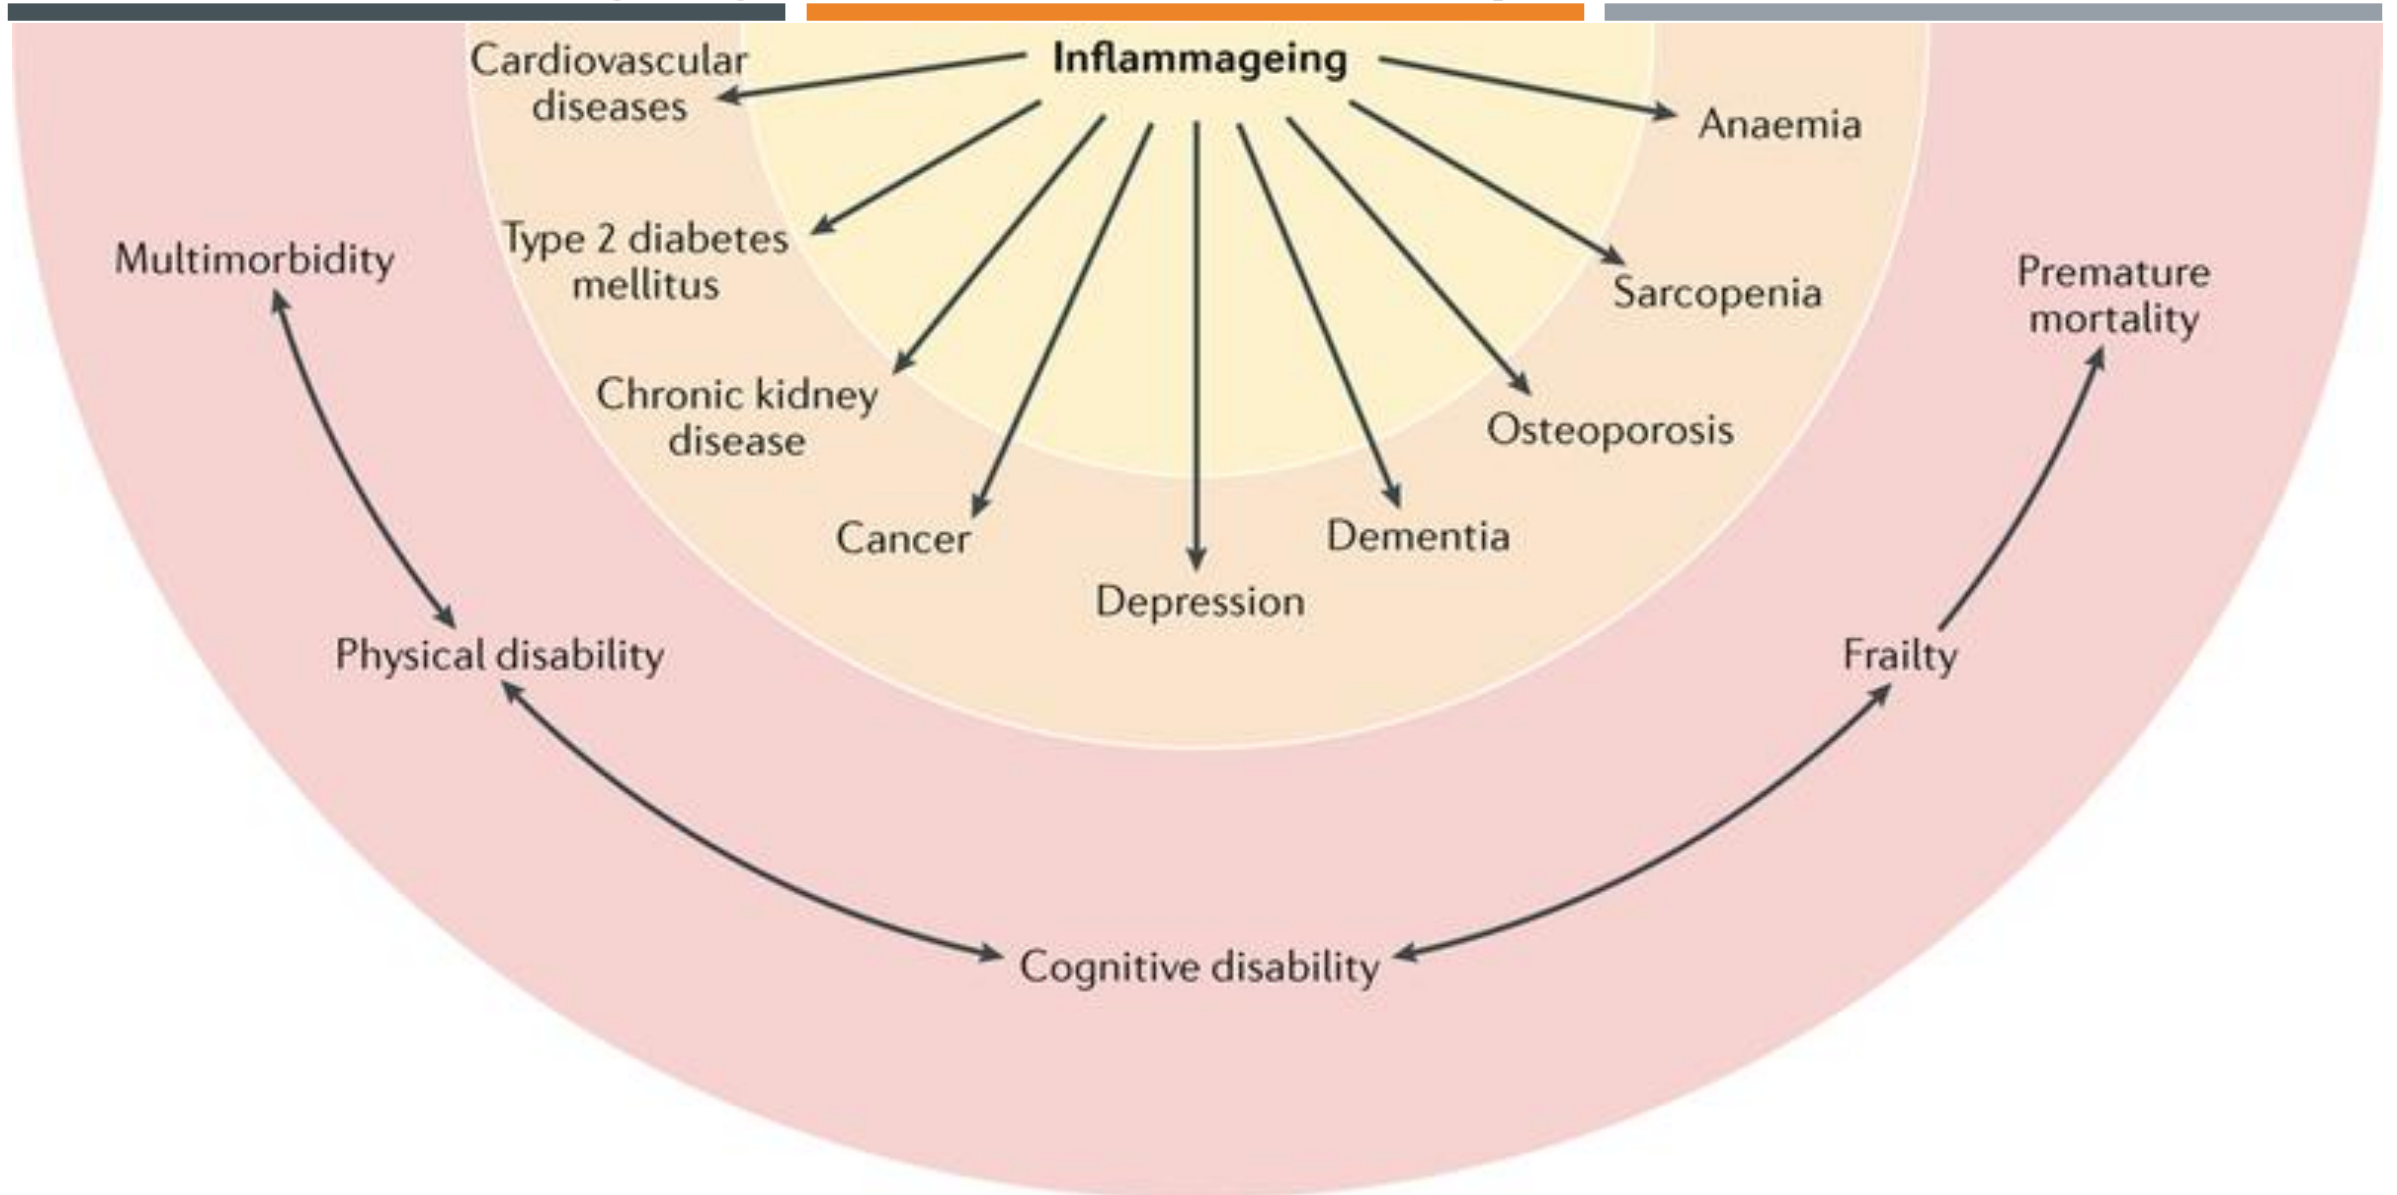 Inflammageing
Cardiovascular
diseases
Anaemia
Type 2 diabetes
mellitus
Sarcopenia
Multimorbidity
Premature
mortality
Chronic kidney
disease
Osteoporosis
Cancer
Dementia
Depression
Physical disability
Frailty
Cognitive disability